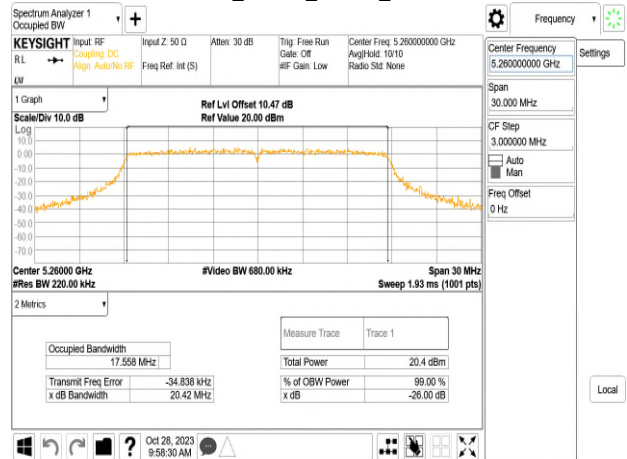 Spectrum Analyzer 1
Occupied BW
Frequency
KEYSIGHT Input: RF Input Z: 50 Ω Atten: 30 dB Trig: Free Run Center Freq: 5.260000000 GHz
RL Coupling: DC Gate: Off Avg|Hold: 10/10
Align: Auto/No RF Freq Ref: Int (S) #IF Gain: Low Radio Std: None
LXI
Center Frequency
5.260000000 GHz
Settings
Span
30.000 MHz
CF Step
3.000000 MHz
Auto
Man
Freq Offset
0 Hz
Local
1 Graph
Ref Lvl Offset 10.47 dB
Scale/Div 10.0 dB Ref Value 20.00 dBm
Log
10.0
0.00
-10.0
-20.0
-30.0
-40.0
-50.0
-60.0
-70.0
Center 5.26000 GHz #Video BW 680.00 kHz Span 30 MHz
#Res BW 220.00 kHz Sweep 1.93 ms (1001 pts)
2 Metrics
Measure Trace Trace 1
Occupied Bandwidth
17.558 MHz Total Power 20.4 dBm
Transmit Freq Error -34.838 kHz % of OBW Power 99.00 %
x dB Bandwidth 20.42 MHz x dB -26.00 dB
Oct 28, 2023
9:58:30 AM